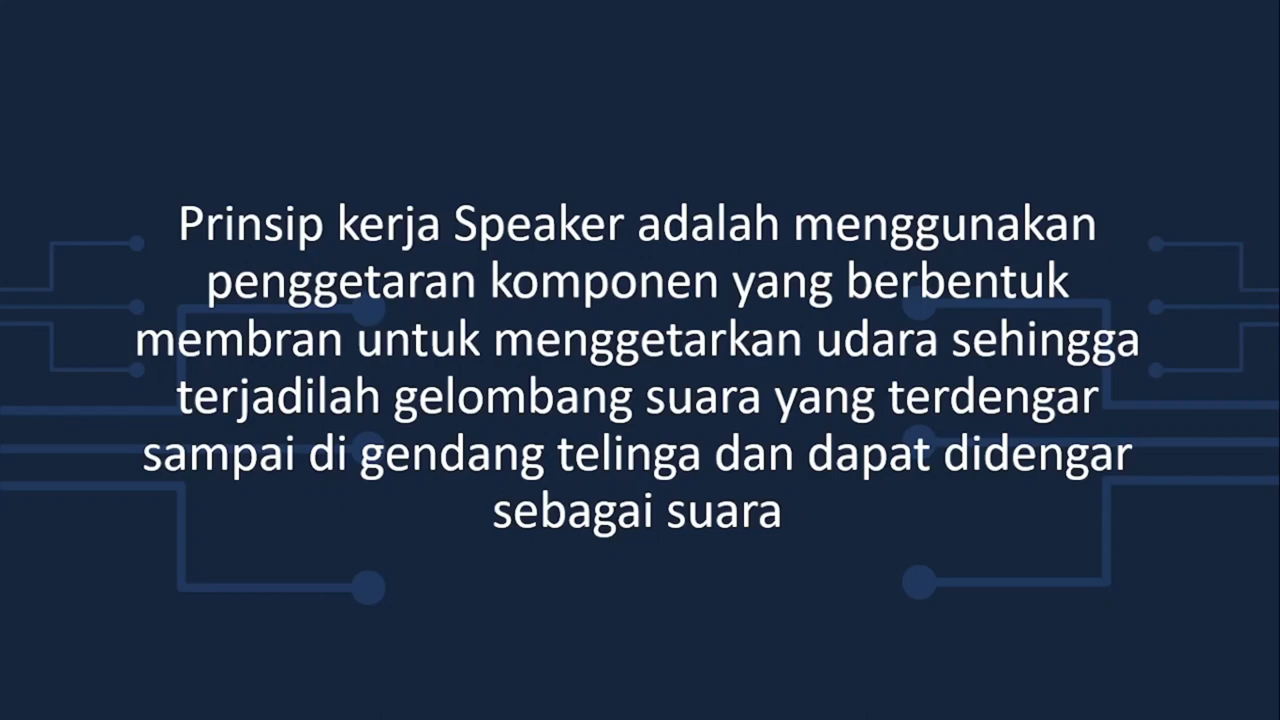 Prinsip kerja Speaker adalah menggunakan
penggetaran komponen yang berbentuk
membran untuk menggetarkan udara sehingga
terjadilah gelombang suara yang terdengar
sampai di gendang telinga dan dapat didengar
sebagai suara